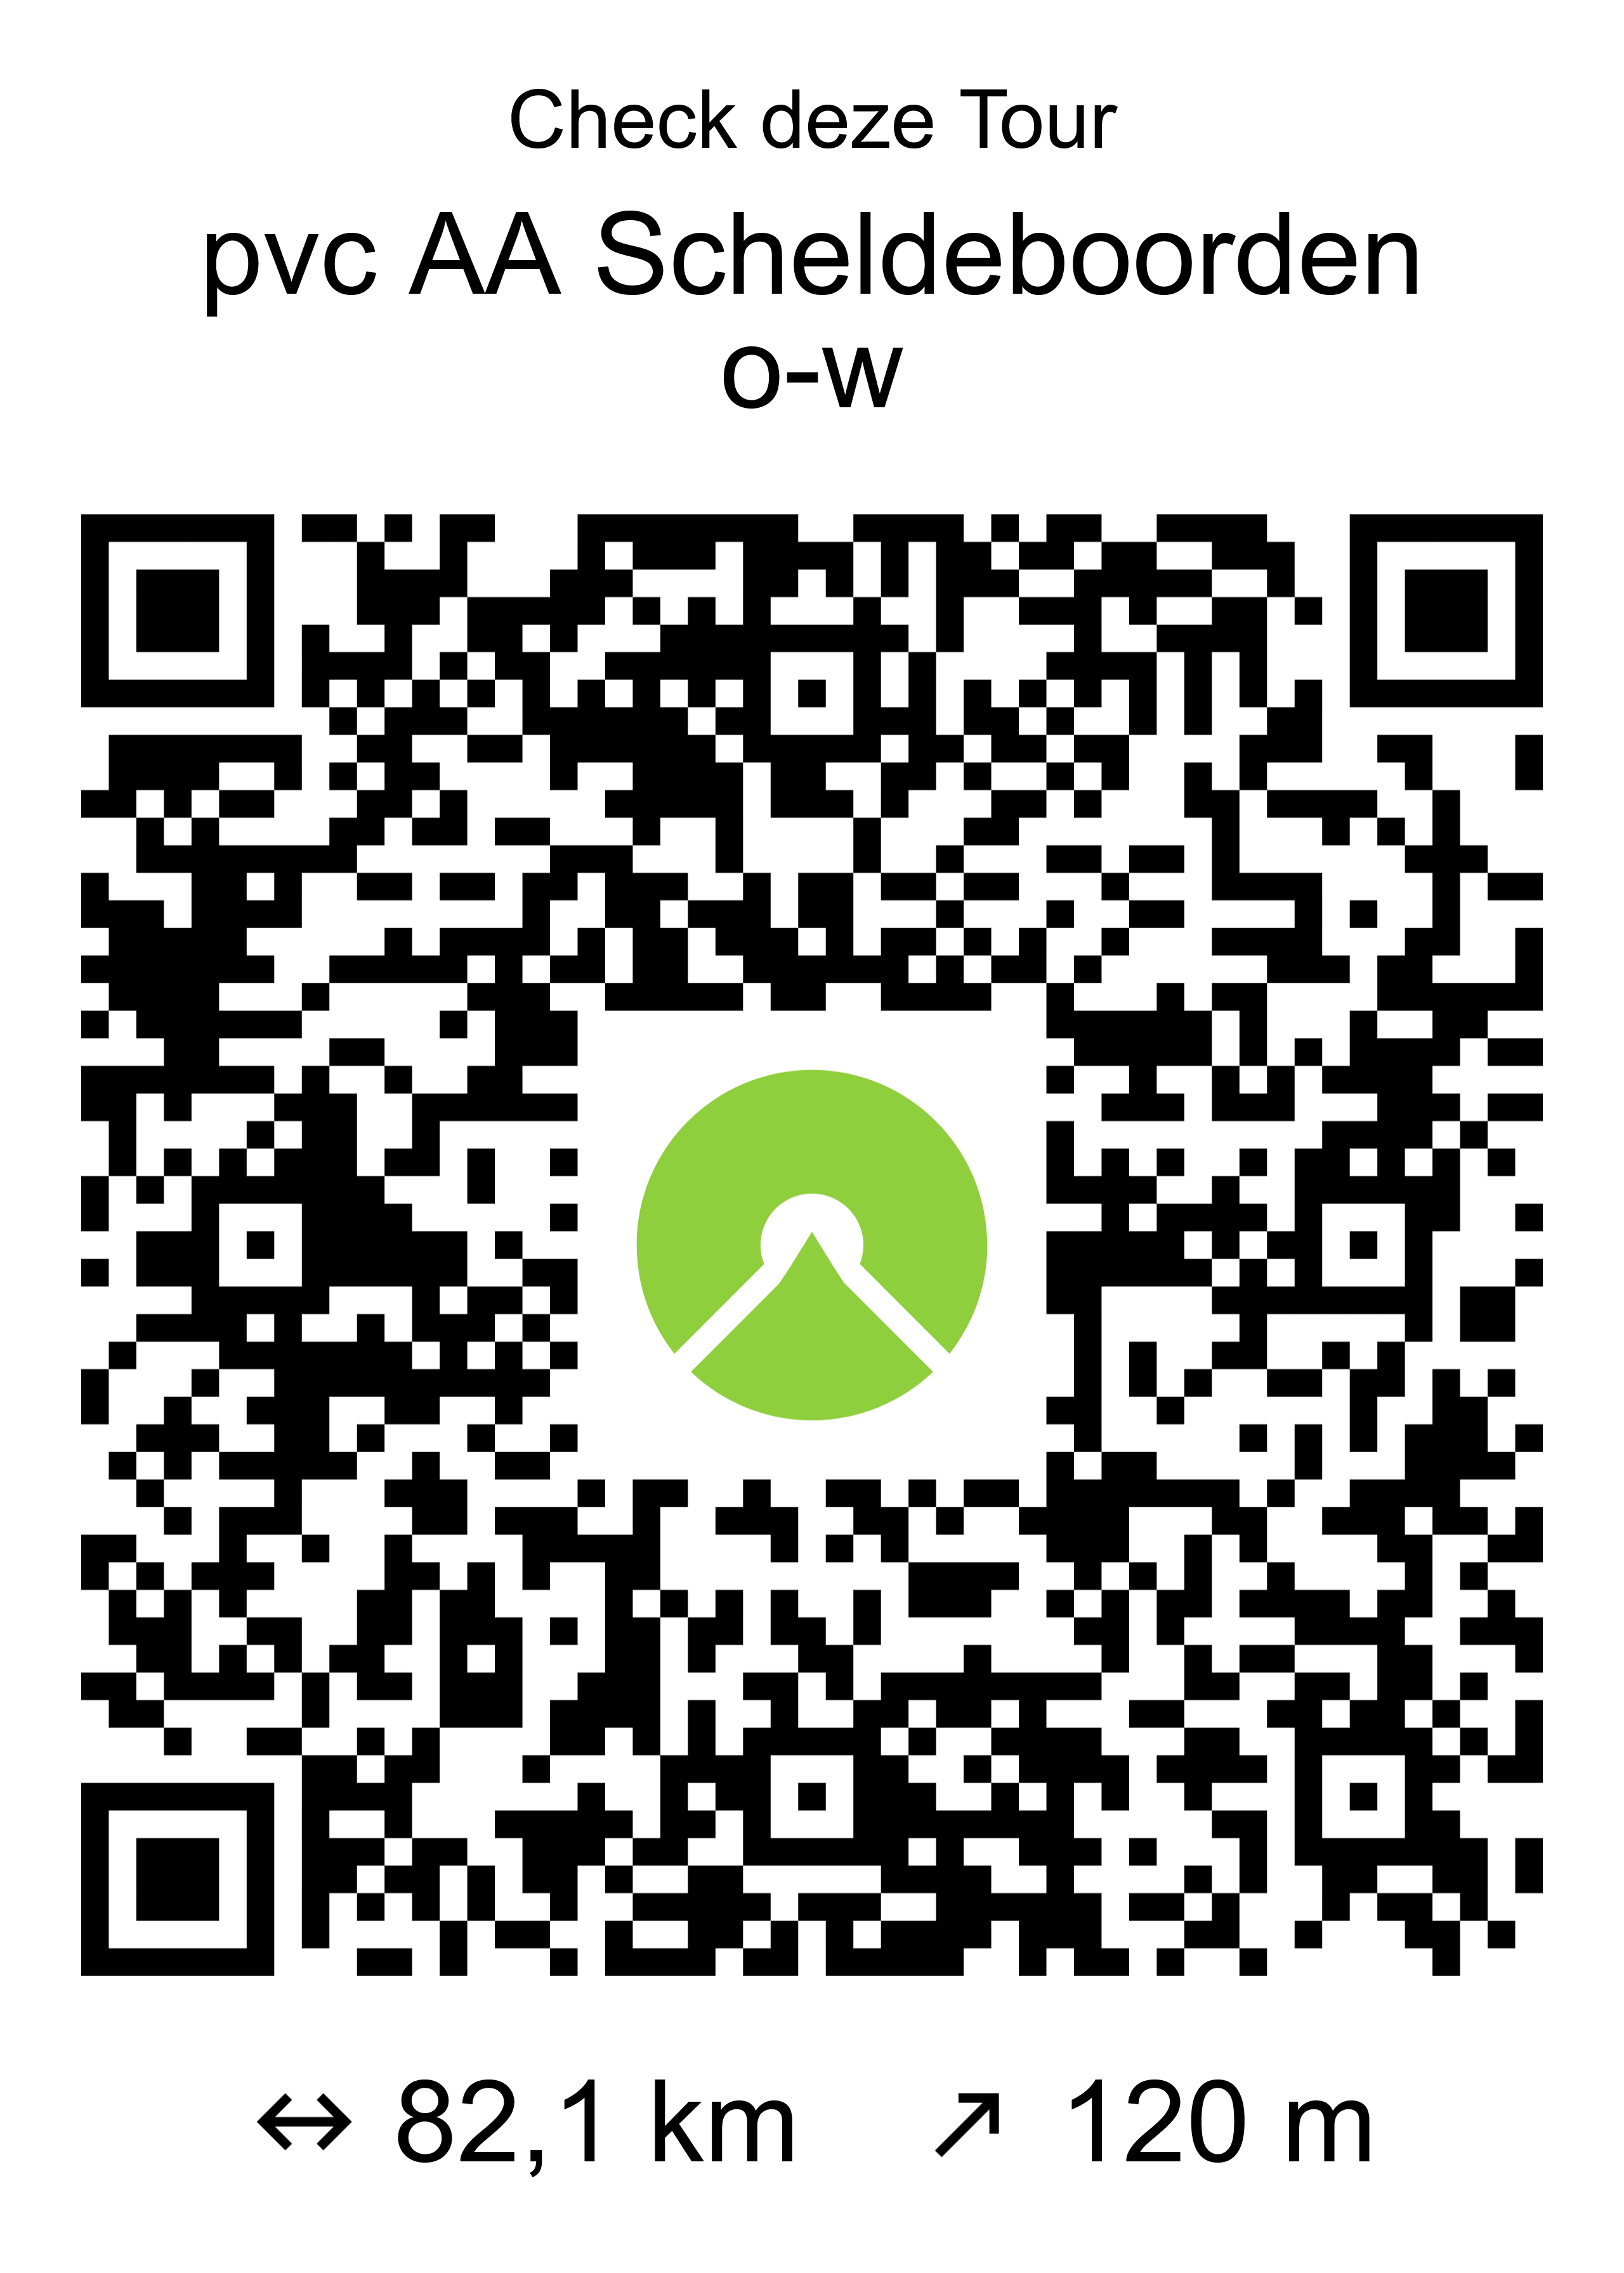 Check deze Tour
pvc AA Scheldeboorden
o-w
↔ 82,1 km ↗ 120 m